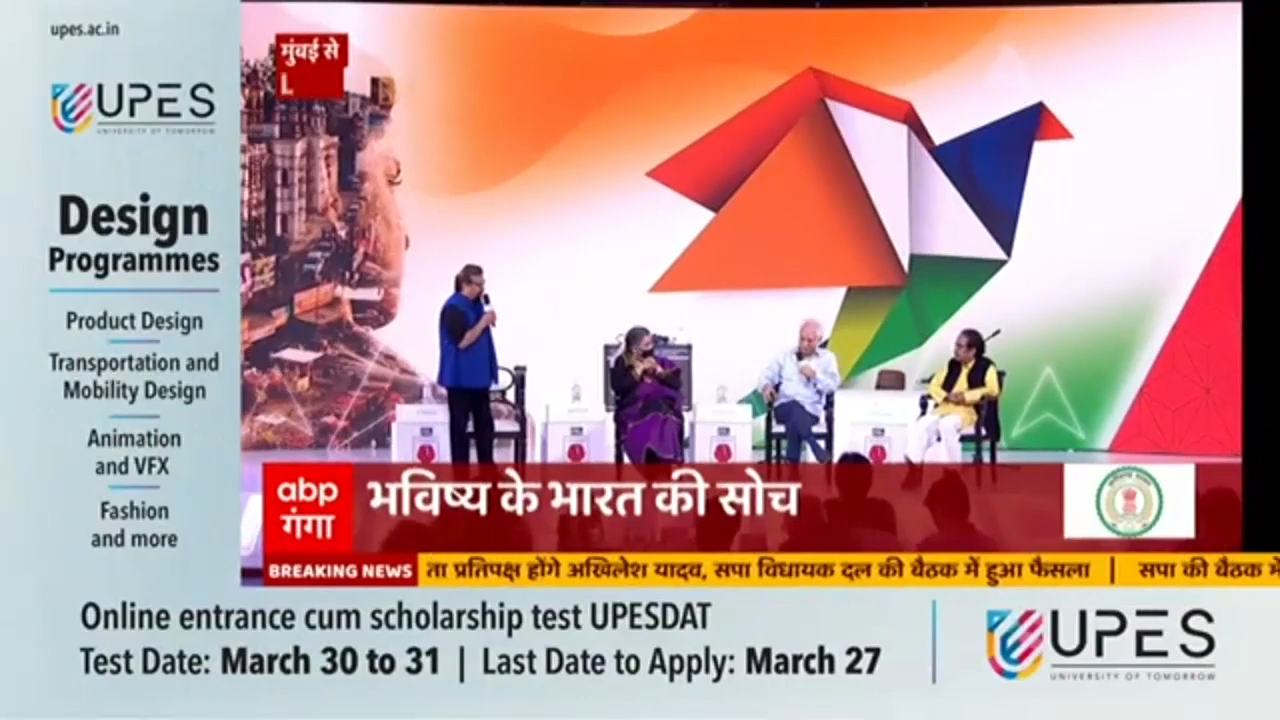 upes.ac.in
UPES
UNIVERSITY OF TOMORROW
Design
Programmes
Product Design
Transportation and
Mobility Design
Animation
and VFX
Fashion
and more
मुंबई से
L
abp
गंगा
भविष्य के भारत की सोच
BREAKING NEWS
ता प्रतिपक्ष होंगे अखिलेश यादव, सपा विधायक दल की बैठक में हुआ फैसला | सपा की बैठक में
Online entrance cum scholarship test UPESDAT
Test Date: March 30 to 31 | Last Date to Apply: March 27
UPES
UNIVERSITY OF TOMORROW